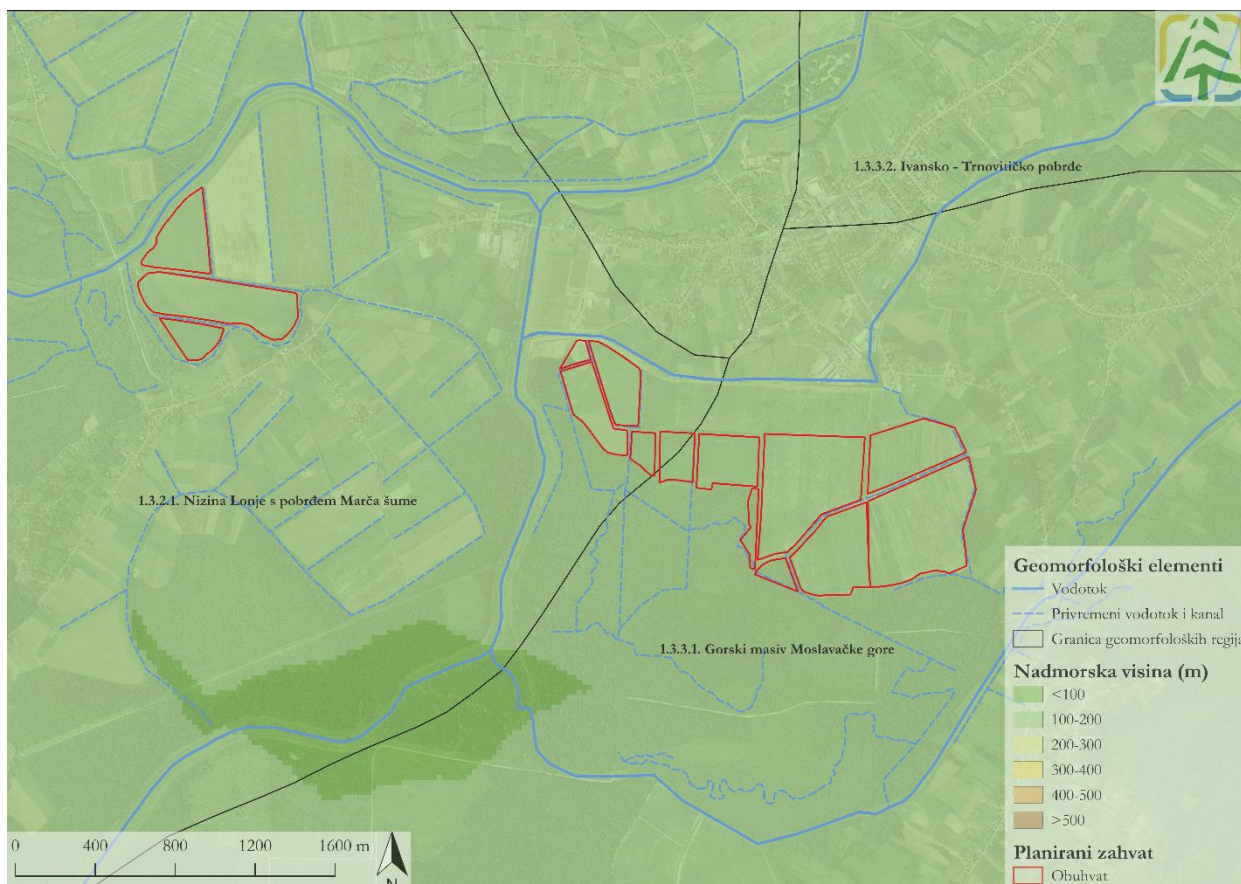 1.3.3.2. Ivansko - Trnovitičko pobrđe
1.3.2.1. Nizina Lonje s pobrđem Marča šume
1.3.3.1. Gorski masiv Moslavačke gore
Geomorfološki elementi
Vodotok
Privremeni vodotok i kanal
Granica geomorfoloških regija
Nadmorska visina (m)
<100
100-200
200-300
300-400
400-500
>500
Planirani zahvat
Obuhvat
0 400 800 1200 1600 m
N